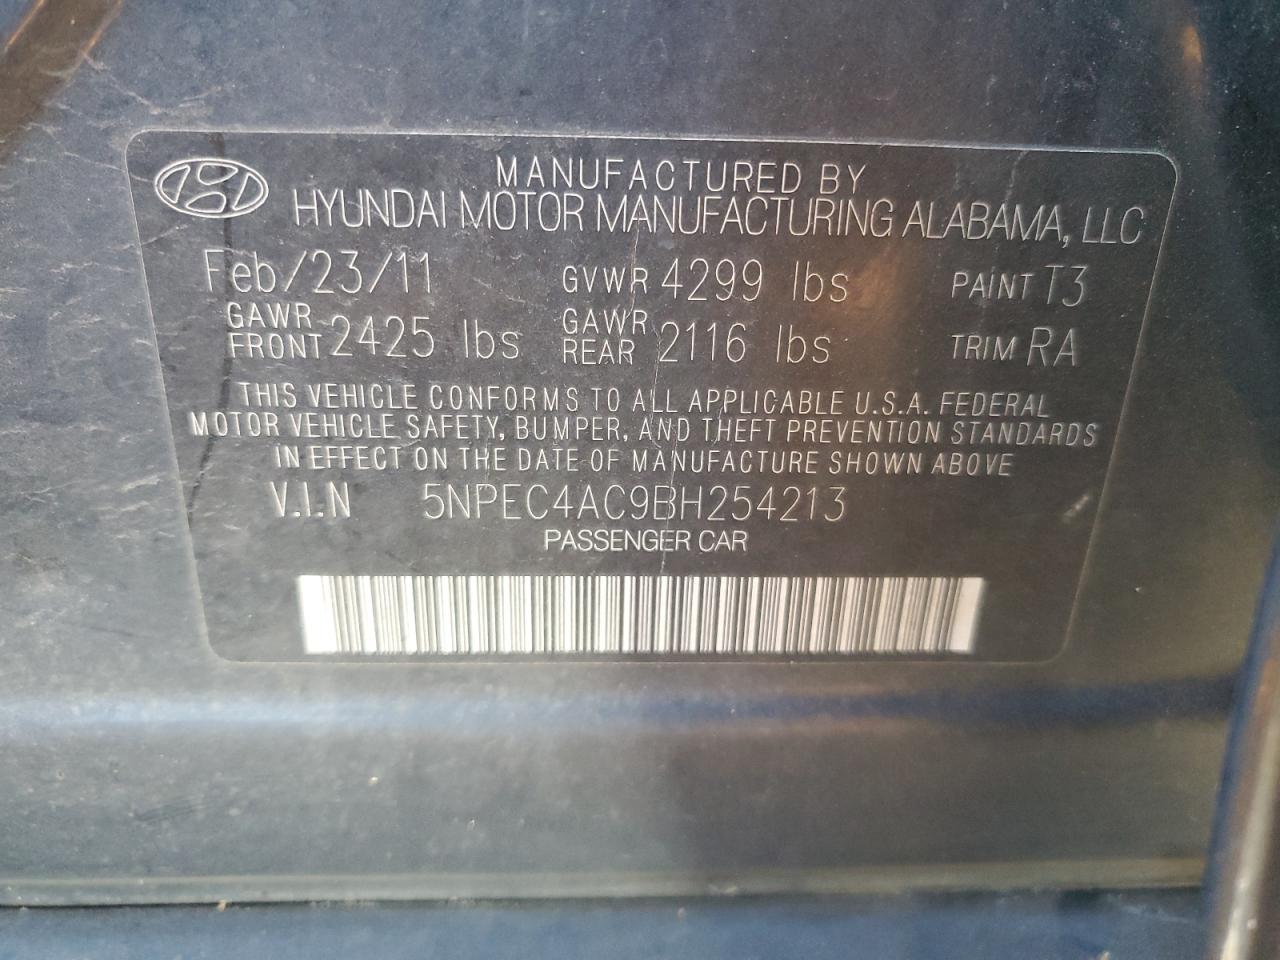 MANUFACTURED BY
HYUNDAI MOTOR MANUFACTURING ALABAMA, LLC
Feb/23/11 GVWR 4299 lbs PAINT T3
GAWR FRONT 2425 lbs GAWR REAR 2116 lbs TRIM RA
THIS VEHICLE CONFORMS TO ALL APPLICABLE U.S.A. FEDERAL
MOTOR VEHICLE SAFETY, BUMPER, AND THEFT PREVENTION STANDARDS
IN EFFECT ON THE DATE OF MANUFACTURE SHOWN ABOVE
V.I.N 5NPEC4AC9BH254213
PASSENGER CAR